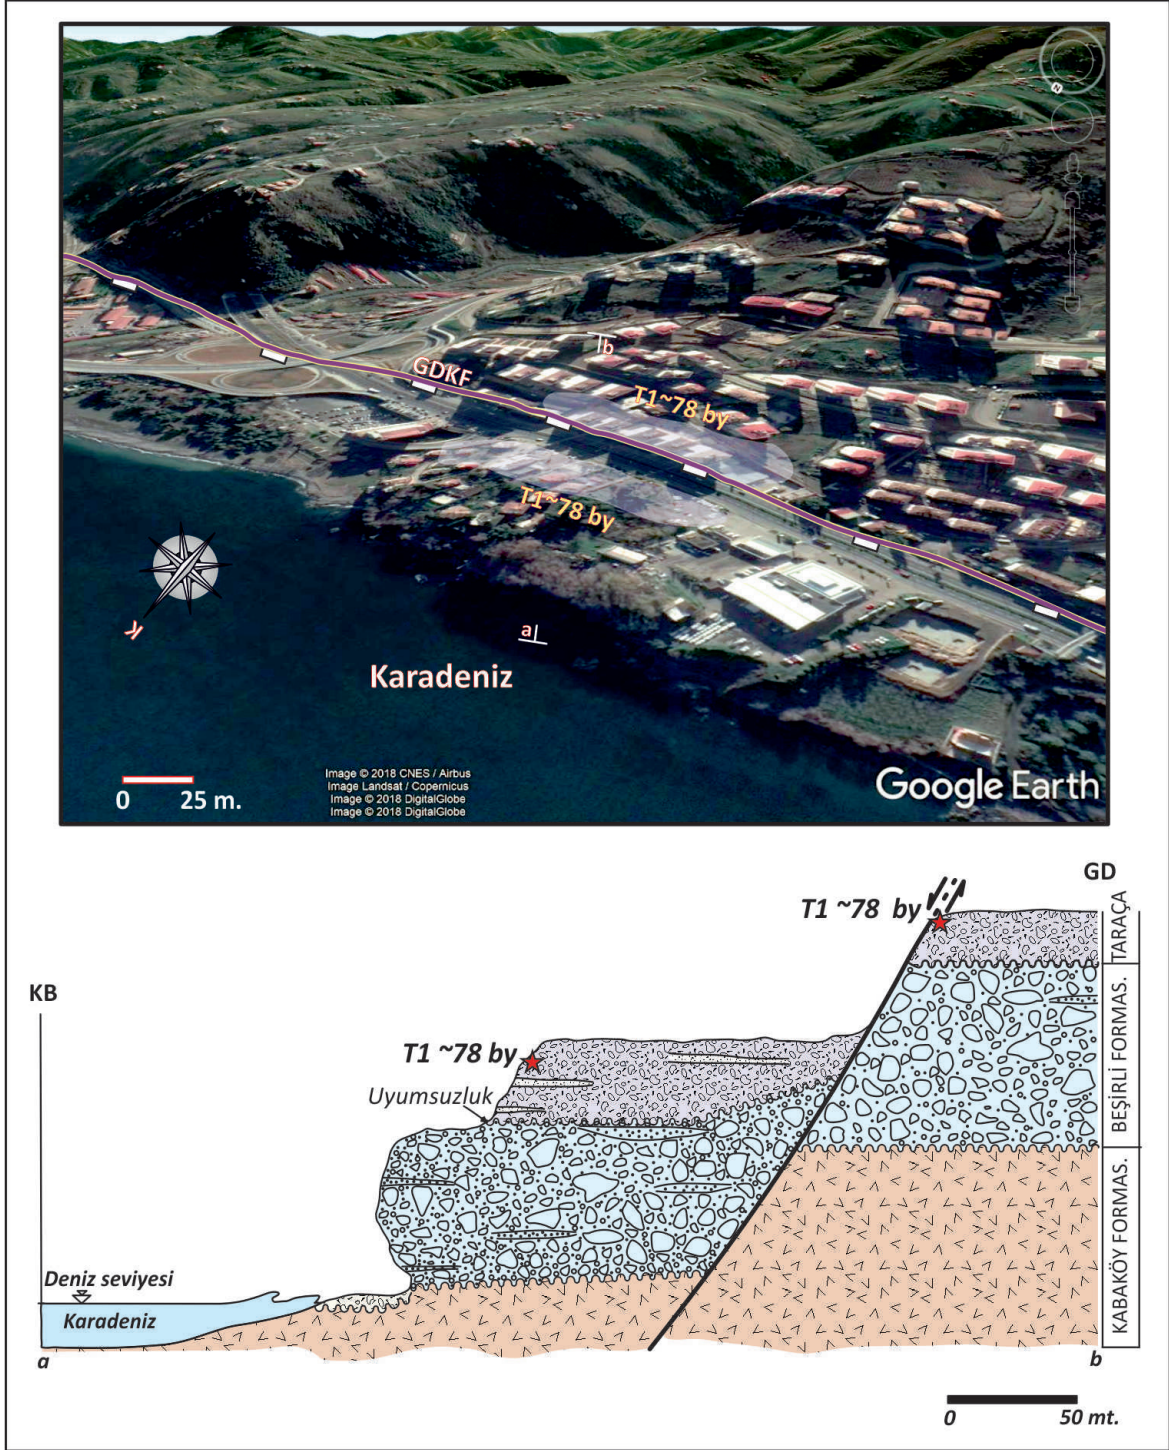 N
b
GDKF
T1~78 by
T1~78 by
K
a
Karadeniz
0 25 m.
Image © 2018 CNES / Airbus
Image Landsat / Copernicus
Image © 2018 DigitalGlobe
Image © 2018 DigitalGlobe
Google Earth
GD
T1 ~78 by
TARAÇA
KB
BEŞİRLİ FORMAS.
T1 ~78 by
Uyumsuzluk
KABAKÖY FORMAS.
Deniz seviyesi
Karadeniz
a
b
0 50 mt.